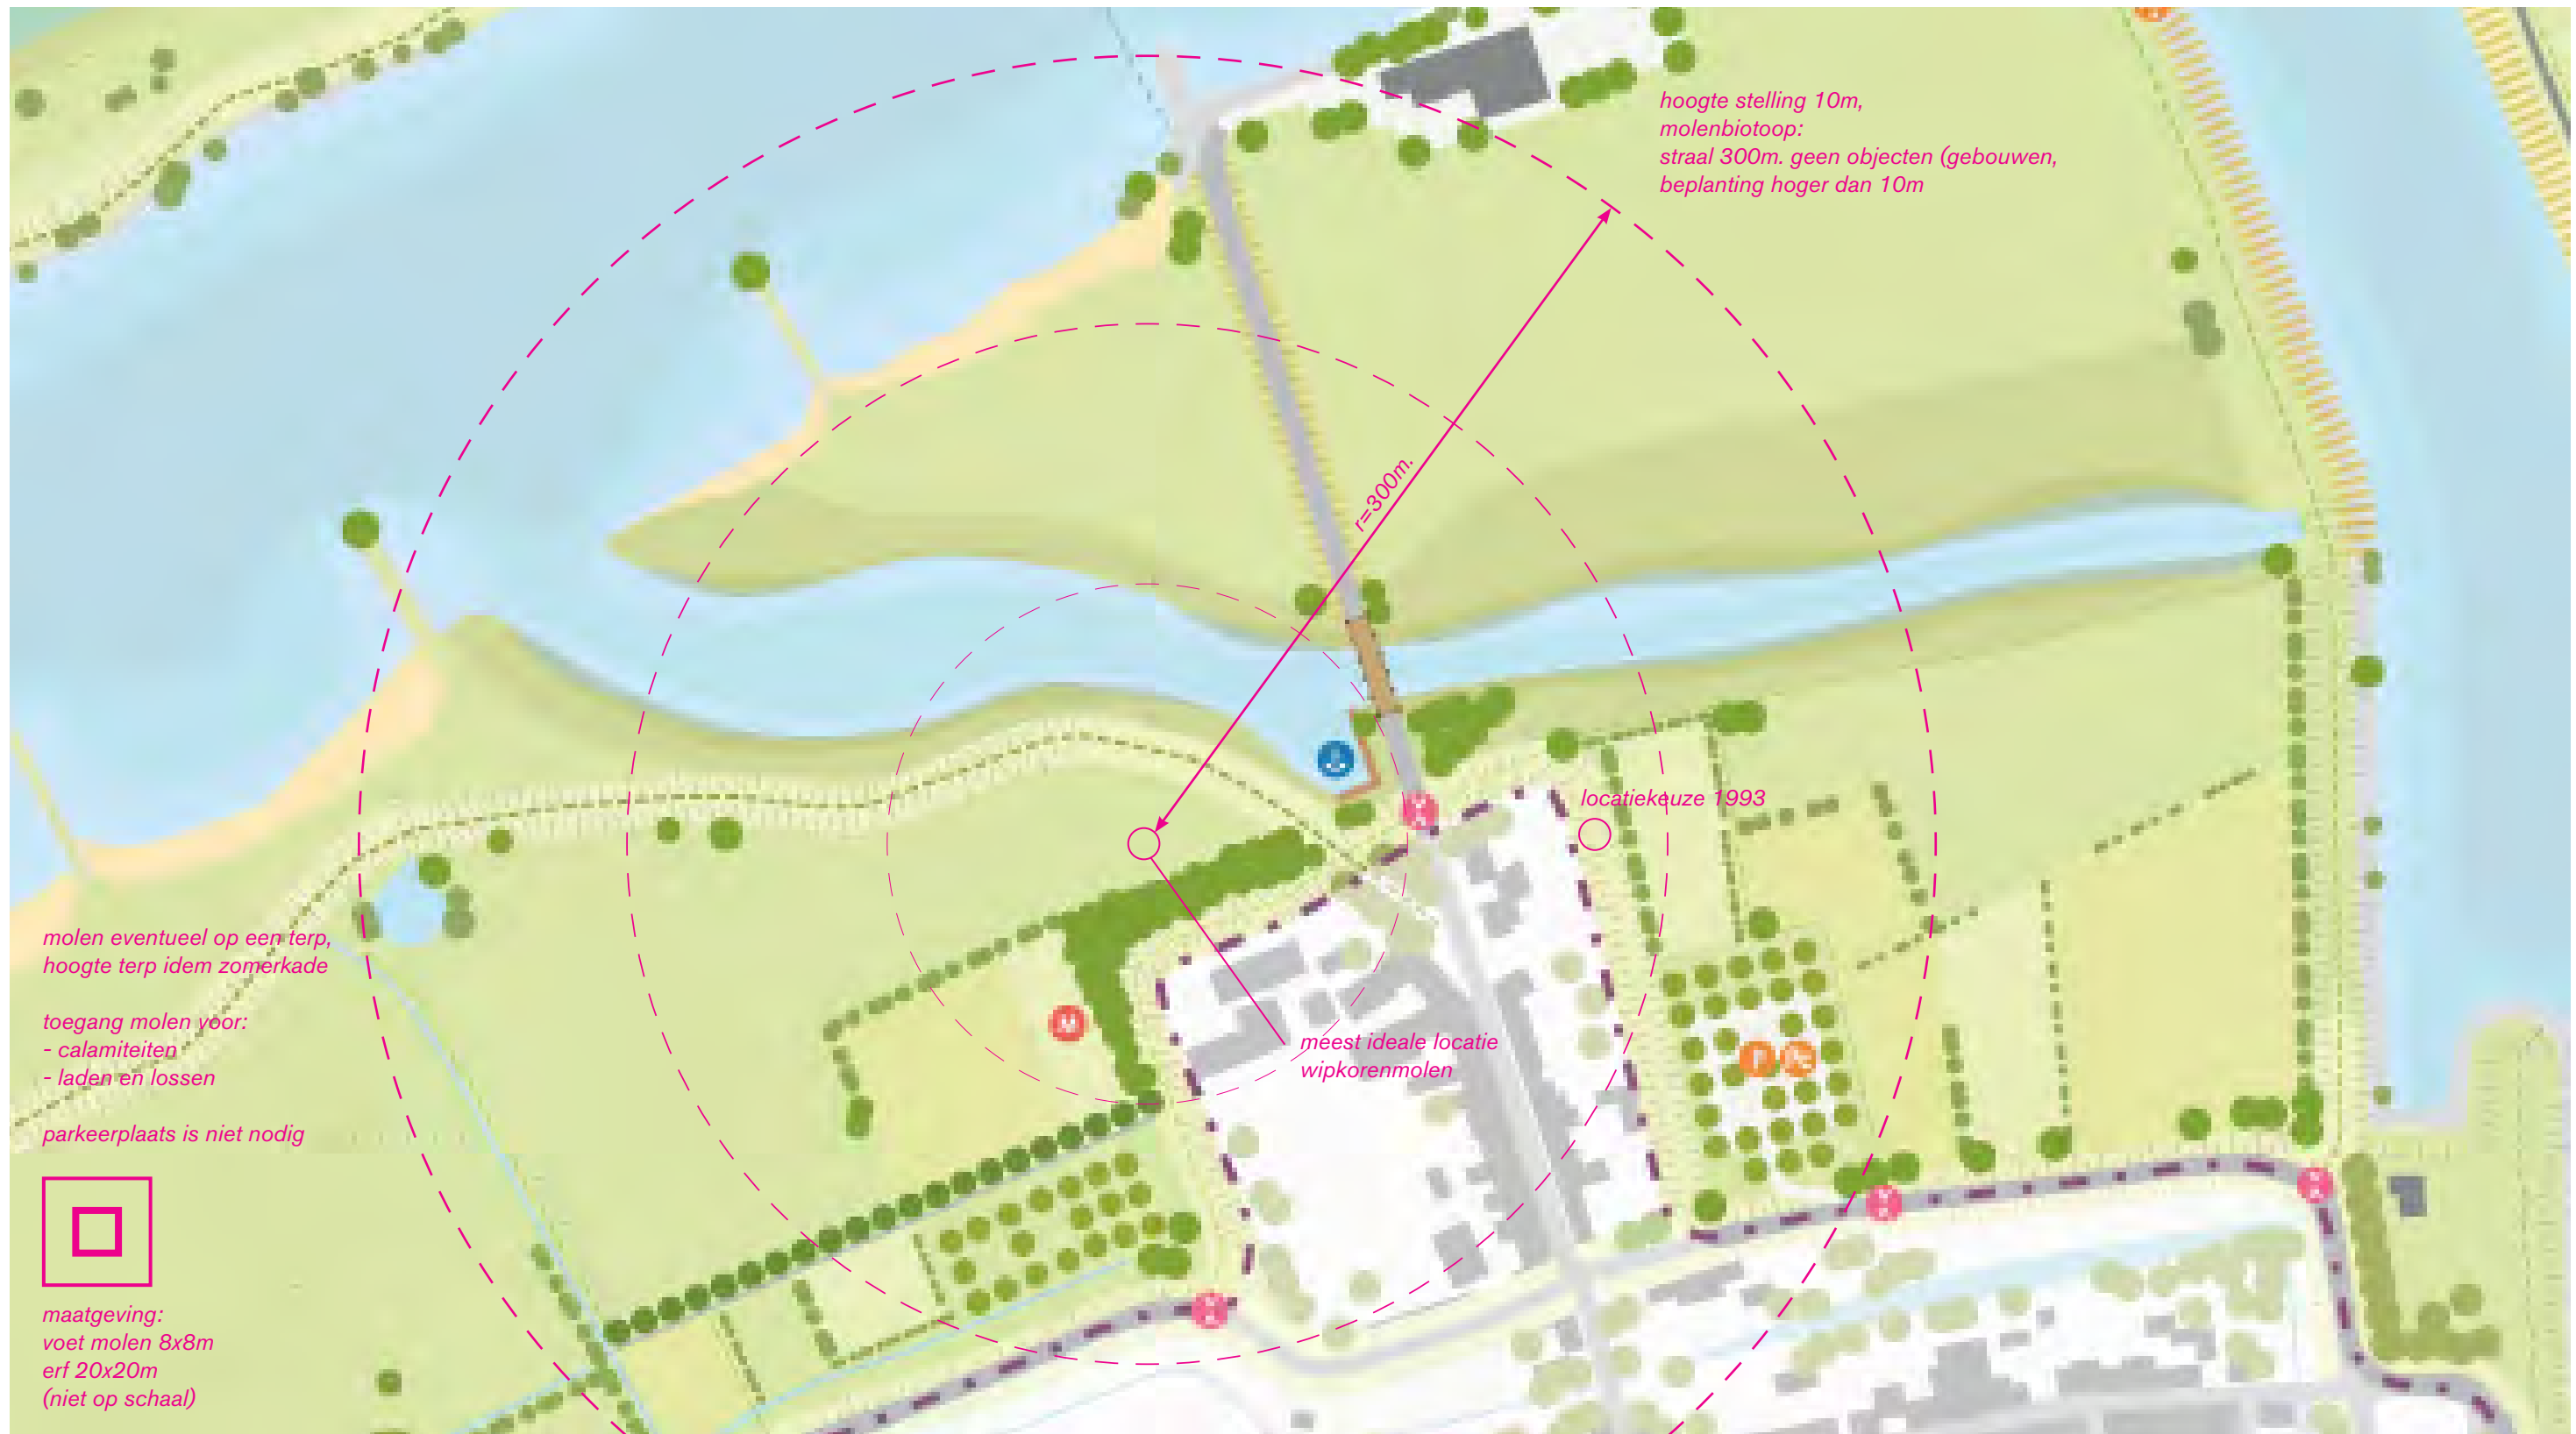 hoogte stelling 10m,
molenbiotoop:
straal 300m. geen objecten (gebouwen,
beplanting hoger dan 10m
r=300m.
locatiekeuze 1993
molen eventueel op een terp,
hoogte terp idem zomerkade
toegang molen voor:
- calamiteiten
- laden en lossen
parkeerplaats is niet nodig
M
meest ideale locatie
wipkorenmolen
maatgeving:
voet molen 8x8m
erf 20x20m
(niet op schaal)